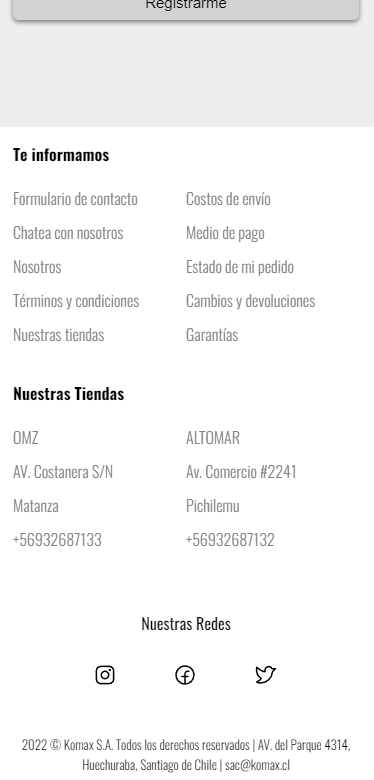 Registrarme
Te informamos
Formulario de contacto
Costos de envío
Chatea con nosotros
Medio de pago
Nosotros
Estado de mi pedido
Términos y condiciones
Cambios y devoluciones
Nuestras tiendas
Garantías
Nuestras Tiendas
OMZ
ALTOMAR
AV. Costanera S/N
Av. Comercio #2241
Matanza
Pichilemu
+56932687133
+56932687132
Nuestras Redes
2022 © Komax S.A. Todos los derechos reservados | AV. del Parque 4314,
Huechuraba, Santiago de Chile | sac@komax.cl